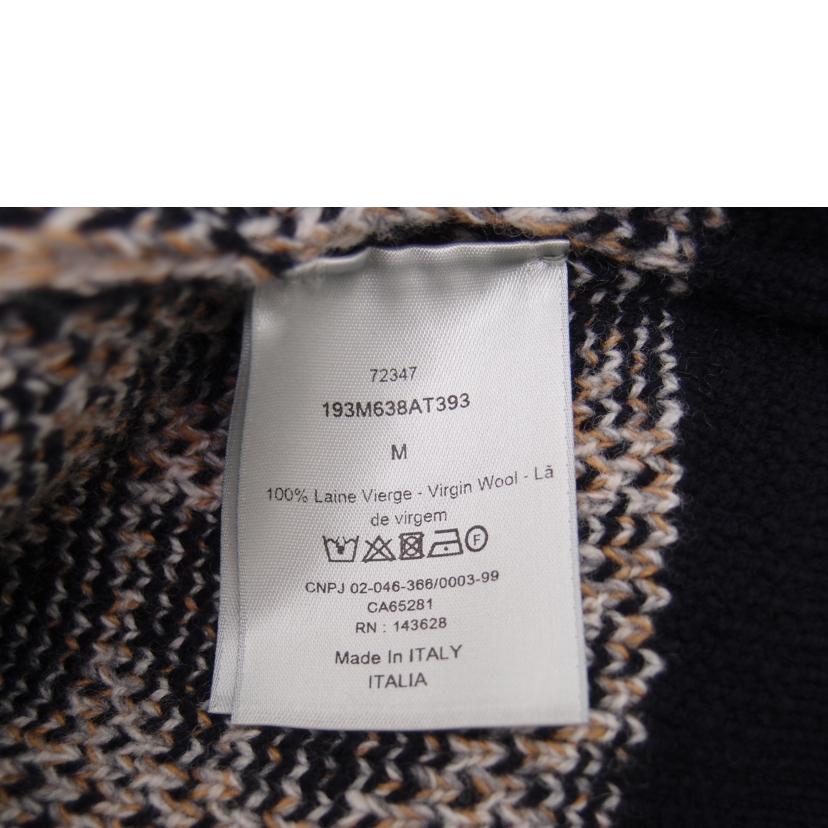 72347
193M638AT393
M
100% Laine Vierge - Virgin Wool - Lã
de virgem
F
CNPJ 02-046-366/0003-99
CA65281
RN : 143628
Made In ITALY
ITALIA